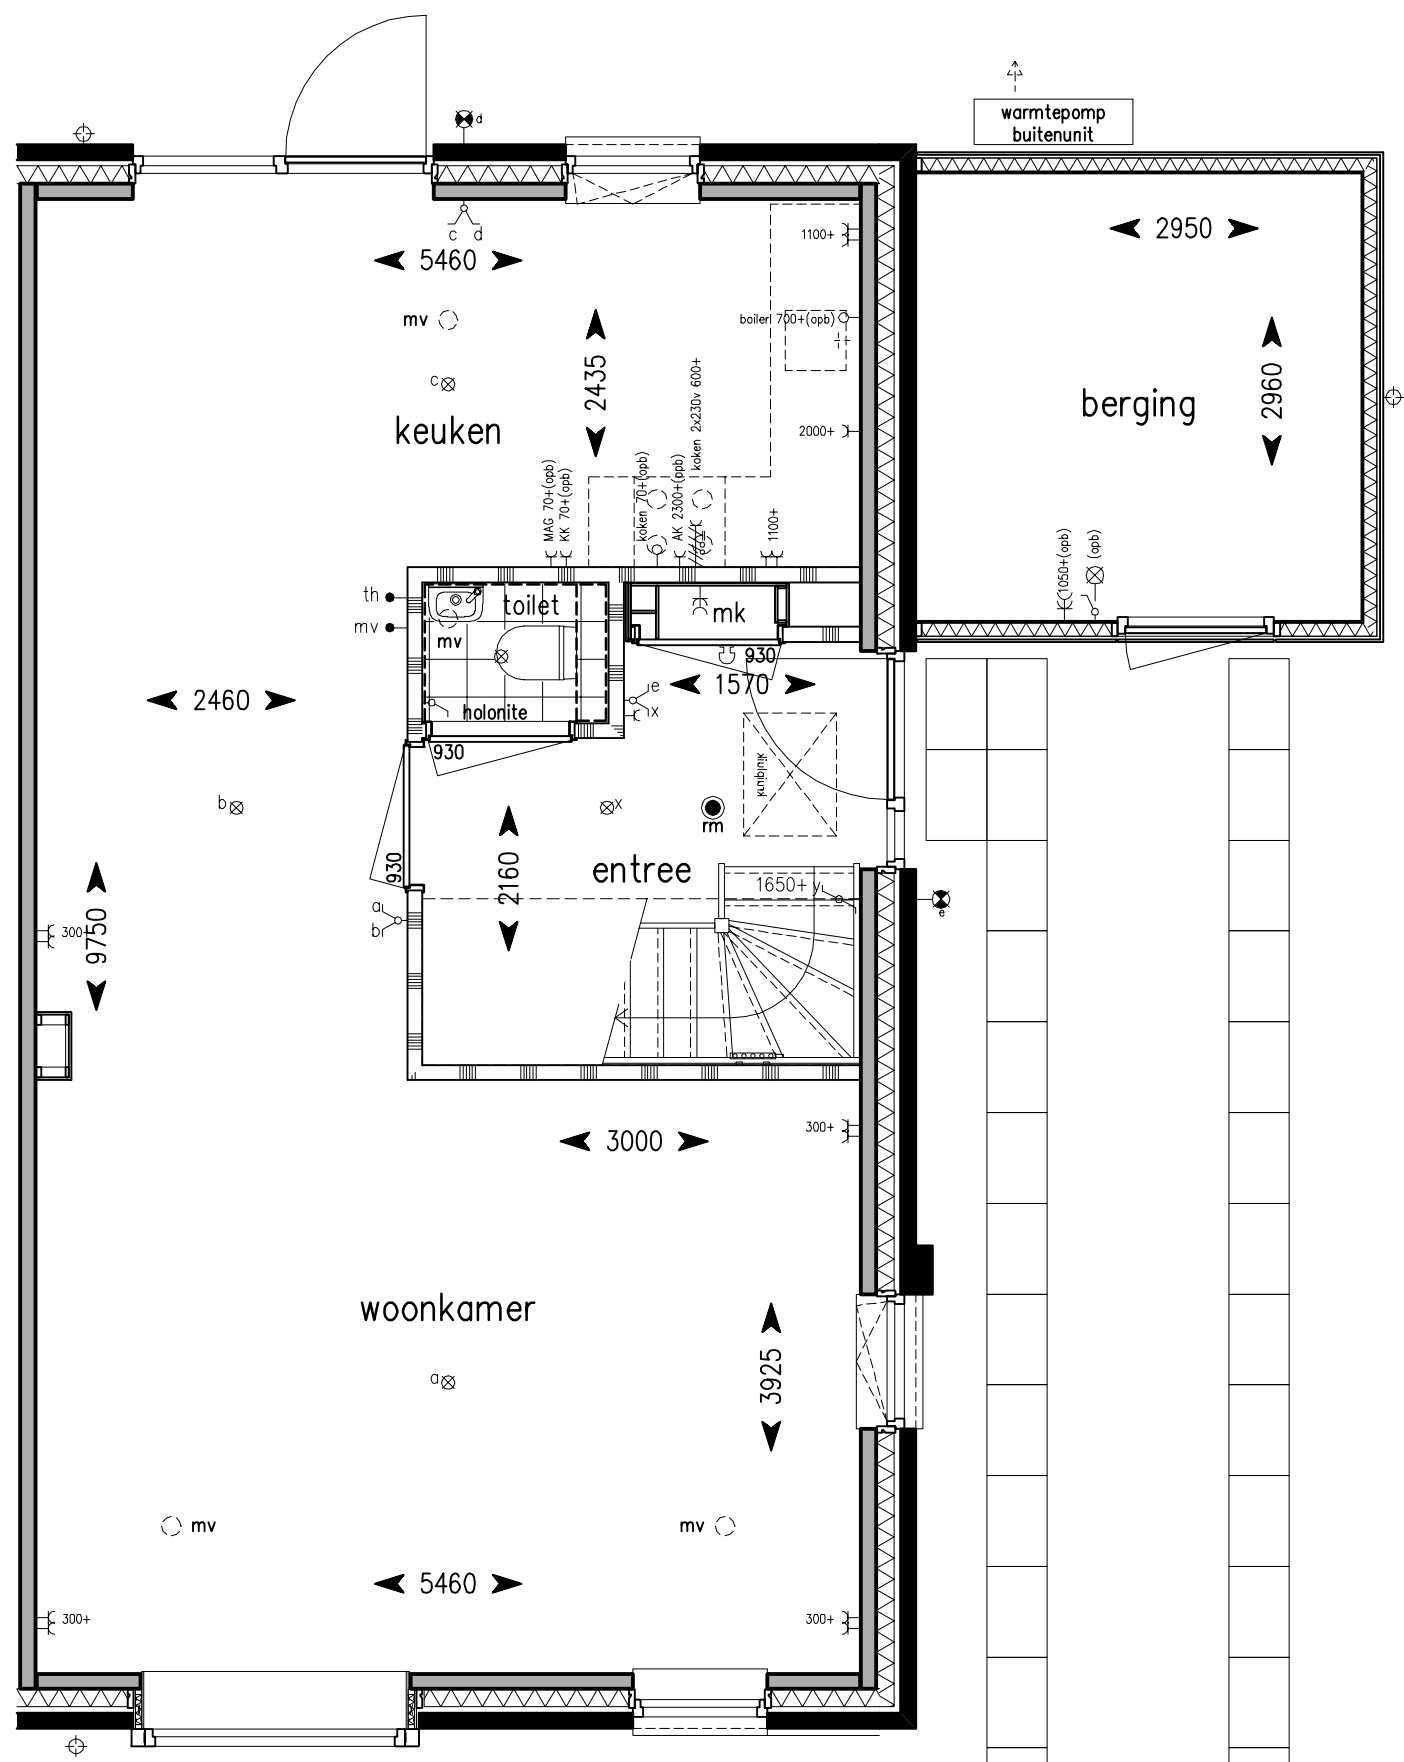 warmtepomp
buitenunit
d
c d
1100+
2950
5460
mv
boiler 700+(opb)
2435
c
koken 2x230v 600+
2960
berging
keuken
2000+
MAG 70+(opb)
KK 70+(opb)
koken 70+(opb)
AK 2300+(opb)
1100+
1050+(opb)
(opb)
th
toilet
mk
mv
mv
930
e
1570
2460
holonite
x
930
kruipluik
b
x
rm
930
2160
entree
1650+ y
a
e
b
300+
9750
300+
3000
woonkamer
3925
a
mv
mv
5460
300+
300+